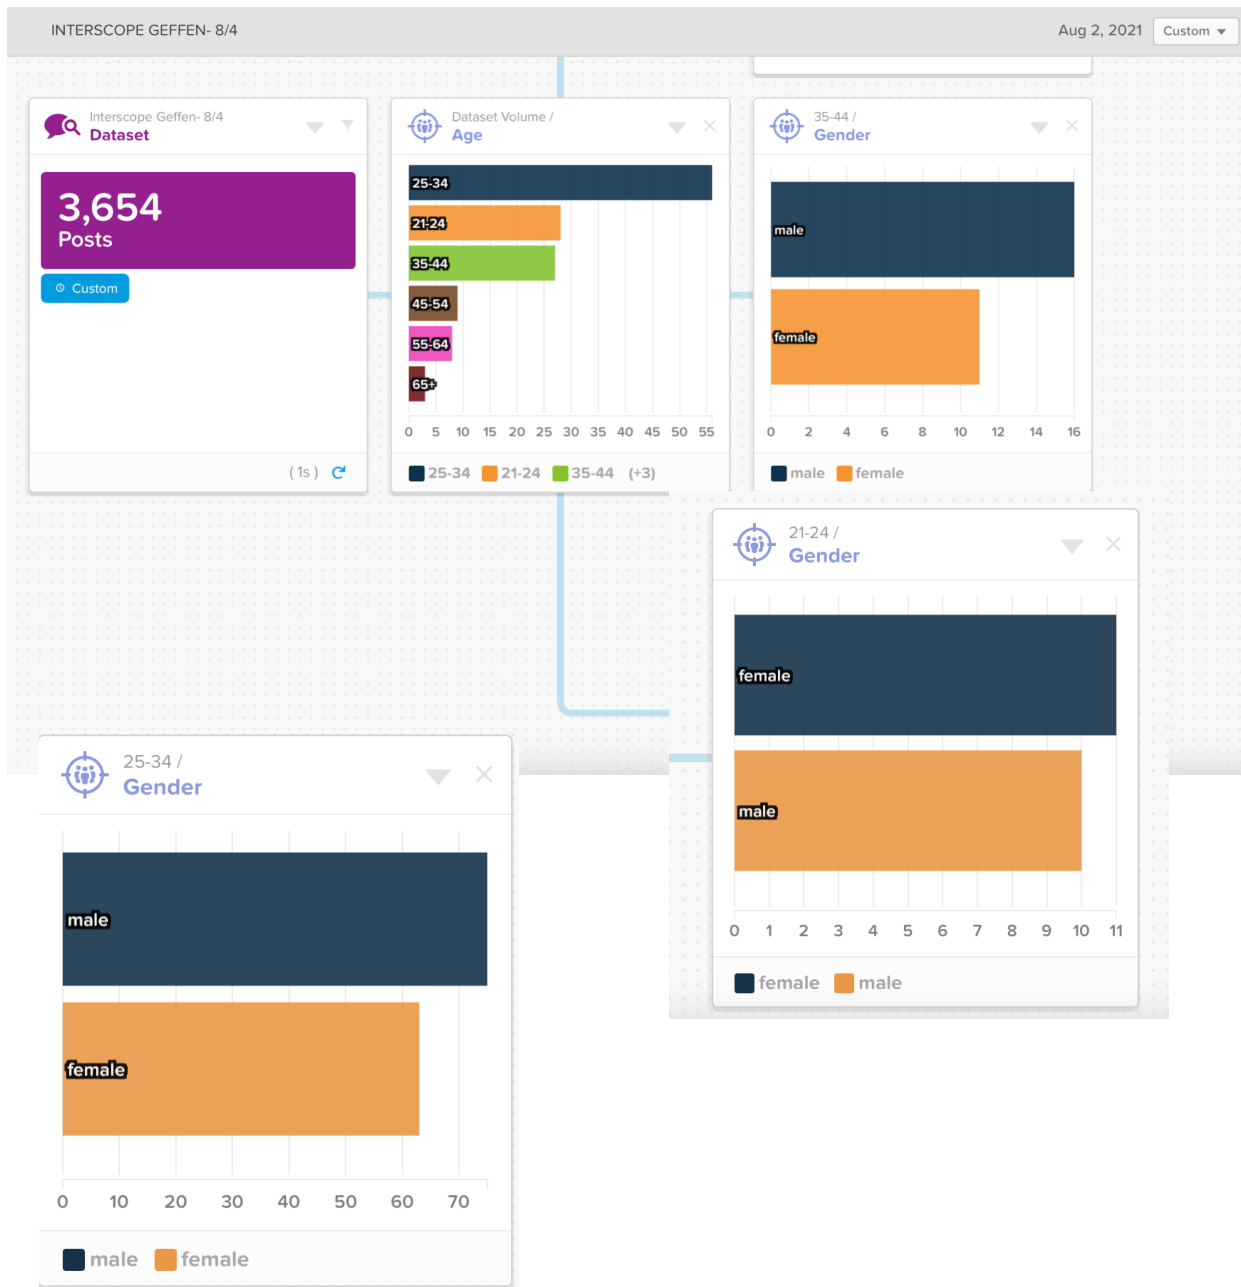 INTERSCOPE GEFFEN- 8/4
Aug 2, 2021
Custom
Interscope Geffen- 8/4
Dataset
3,654
Posts
Custom
( 1s )
Dataset Volume /
Age
25-34
21-24
35-44
45-54
55-64
65+
0 5 10 15 20 25 30 35 40 45 50 55
25-34 21-24 35-44 (+3)
35-44 /
Gender
male
female
0 2 4 6 8 10 12 14 16
male female
21-24 /
Gender
female
male
0 1 2 3 4 5 6 7 8 9 10 11
female male
25-34 /
Gender
male
female
0 10 20 30 40 50 60 70
male female